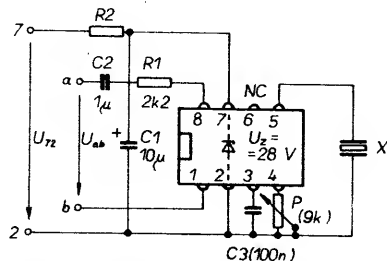 7
R2
C2
R1
NC
a
1μ
2k2
8
7
6
5
U72
Uab
+
C1
10μ
Uz=
=28 V
X
1
2
3
4
b
P
(9k)
2
C3(100n)